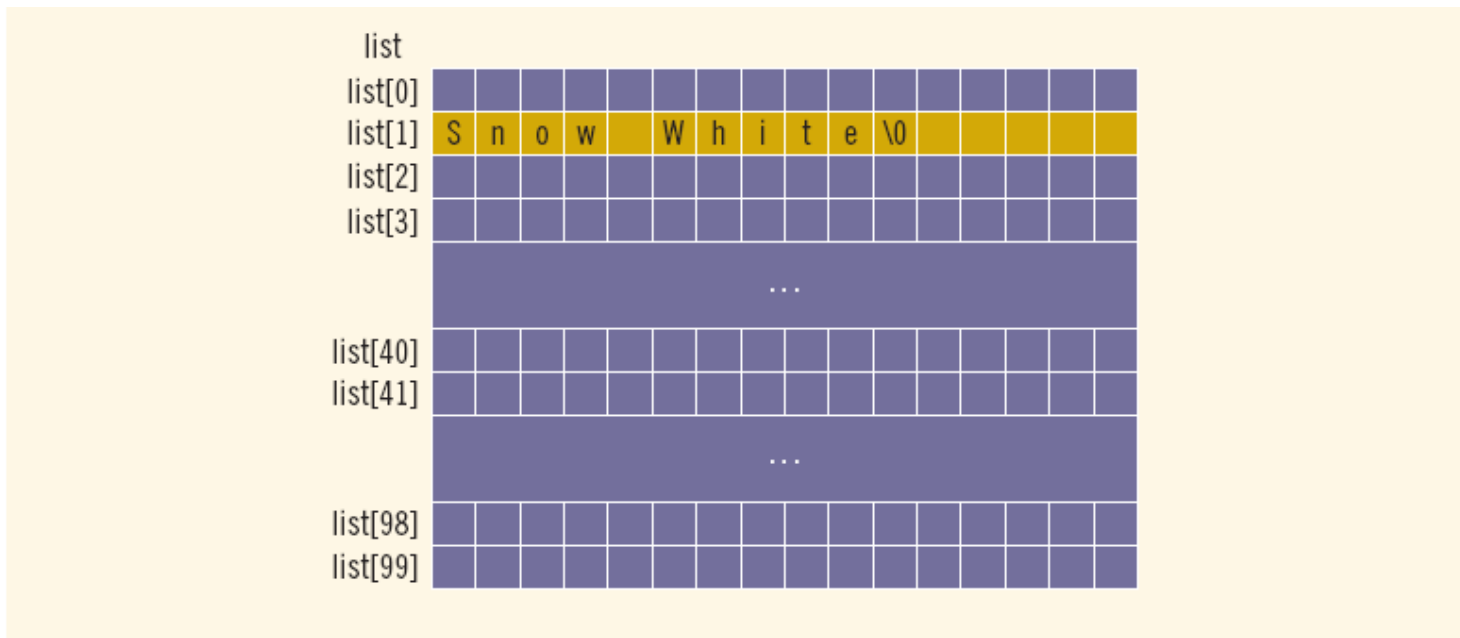 list
list[0]
list[1] S n o w W h i t e \0
list[2]
list[3]
...
list[40]
list[41]
...
list[98]
list[99]